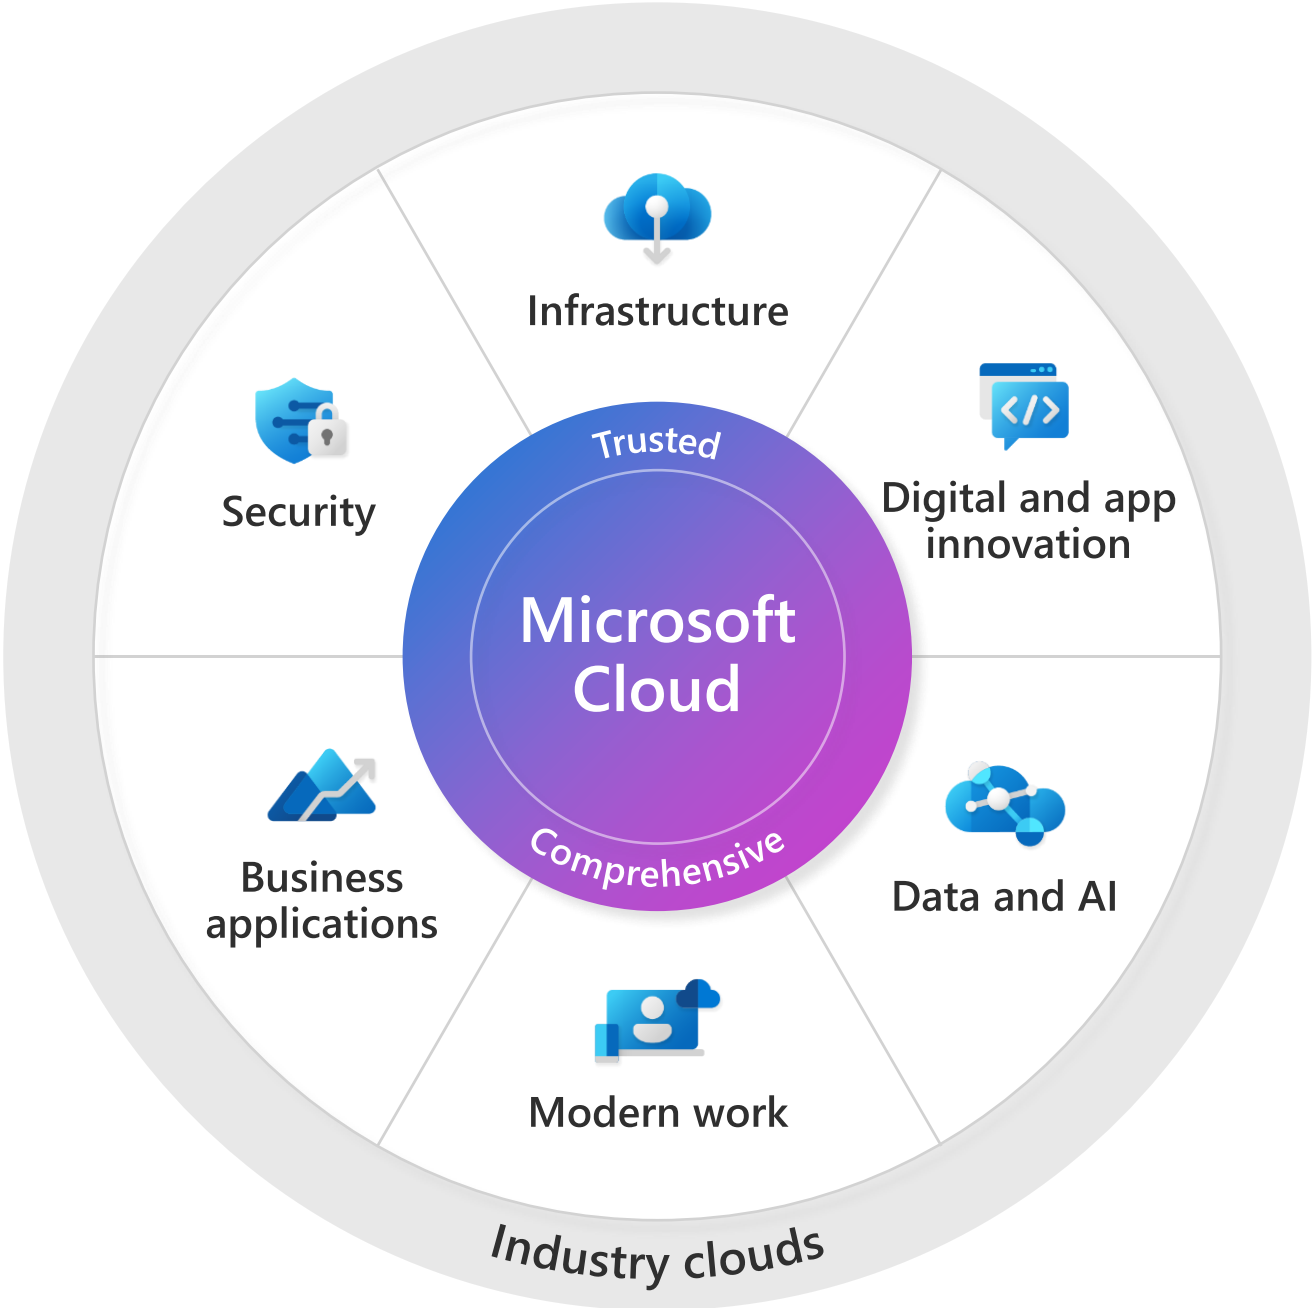 Infrastructure
Digital and app
innovation
Security
Trusted
Microsoft
Cloud
Comprehensive
Business
applications
Data and AI
Modern work
Industry clouds